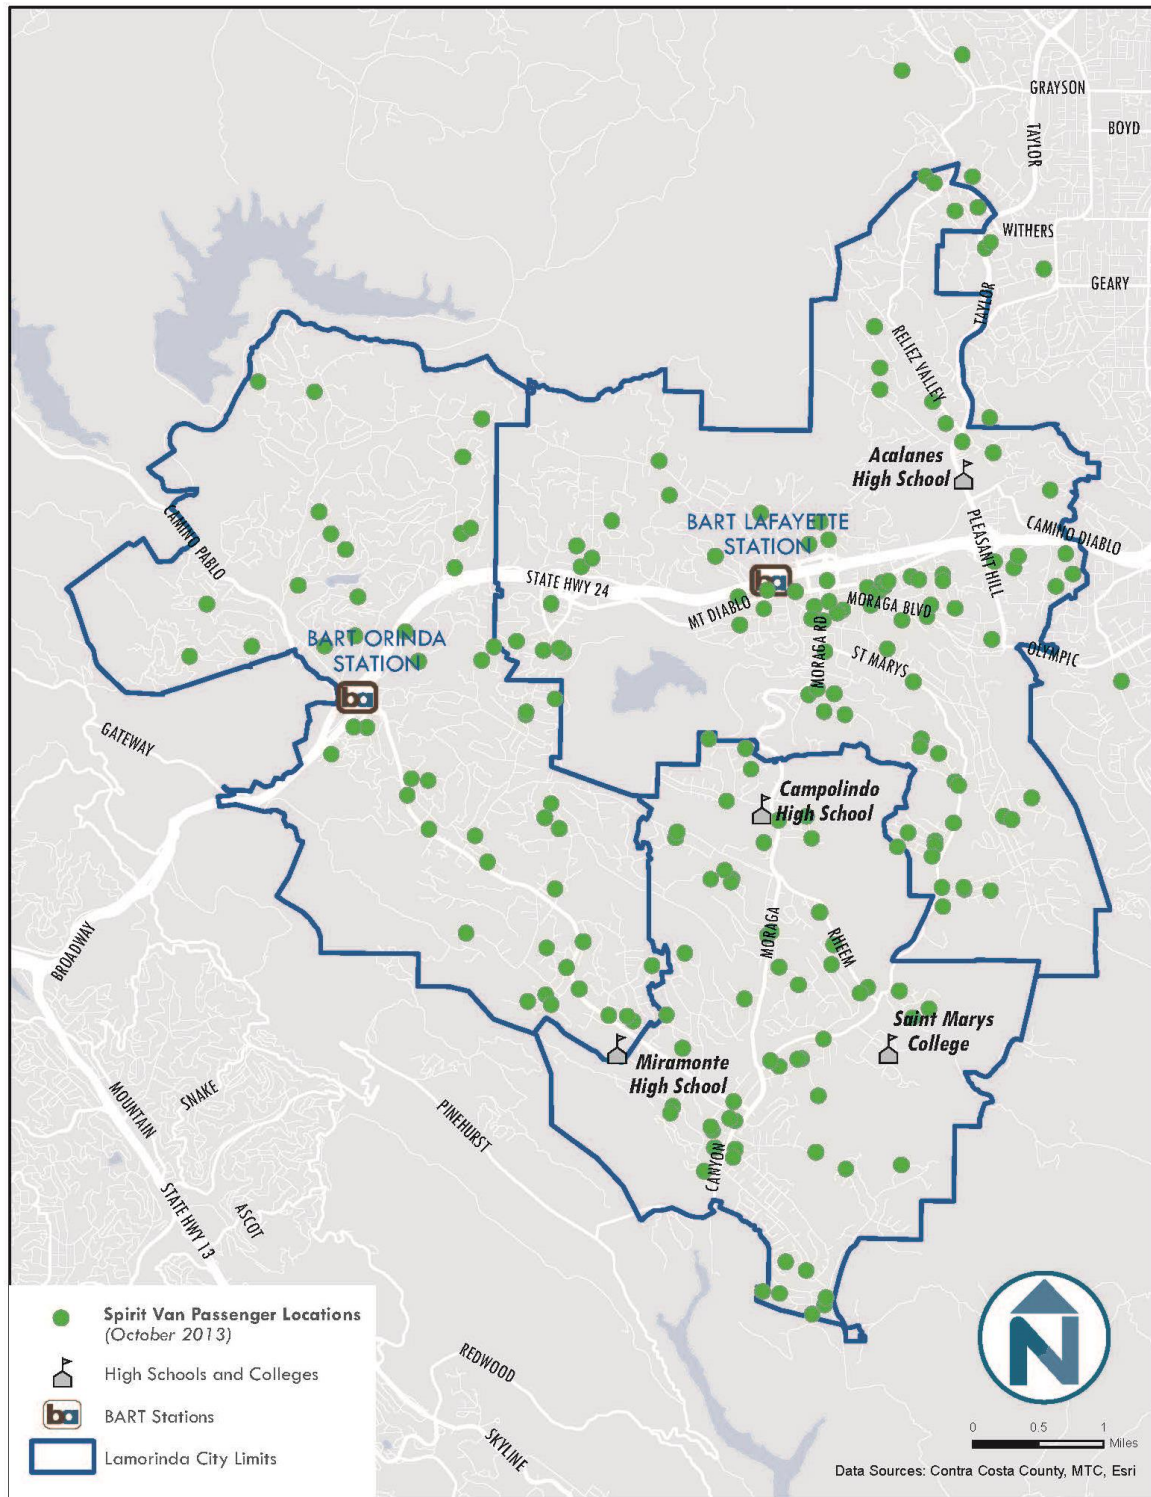 GRAYSON
TAYLOR
BOYD
WITHERS
GEARY
TAYLOR
RELIEZ VALLEY
Acalanes
High School
CAMINO PABLO
BART LAFAYETTE
STATION
ba
PLEASANT HILL
CAMINO DIABLO
STATE HWY 24
MT DIABLO
MORAGA BLVD
MORAGA RD
ST MARYS
OLYMPIC
BART ORINDA
STATION
ba
GATEWAY
Campolindo
High School
BROADWAY
MORAGA
RHEEM
Saint Marys
College
Miramonte
High School
SNAKE
MOUNTAIN
PINEHURST
CANYON
STATE HWY 13
ASCOT
REDWOOD
SKYLINE
Spirit Van Passenger Locations
(October 2013)
High Schools and Colleges
ba
BART Stations
Lamorinda City Limits
N
0 0.5 1
Miles
Data Sources: Contra Costa County, MTC, Esri